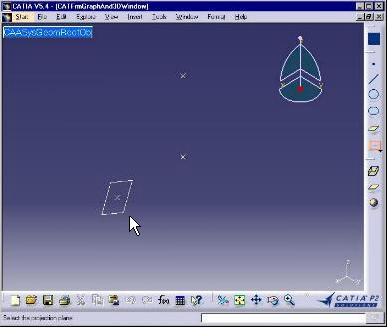 CATIA V5.4 - [CATFrmGraphAnd3DWindow]
Start File Edit Explore View Insert Tools Window Format Help
CAASysGeomRootObj
f(x)
CATIA P2
SOLUTIONS
Select the projection plane